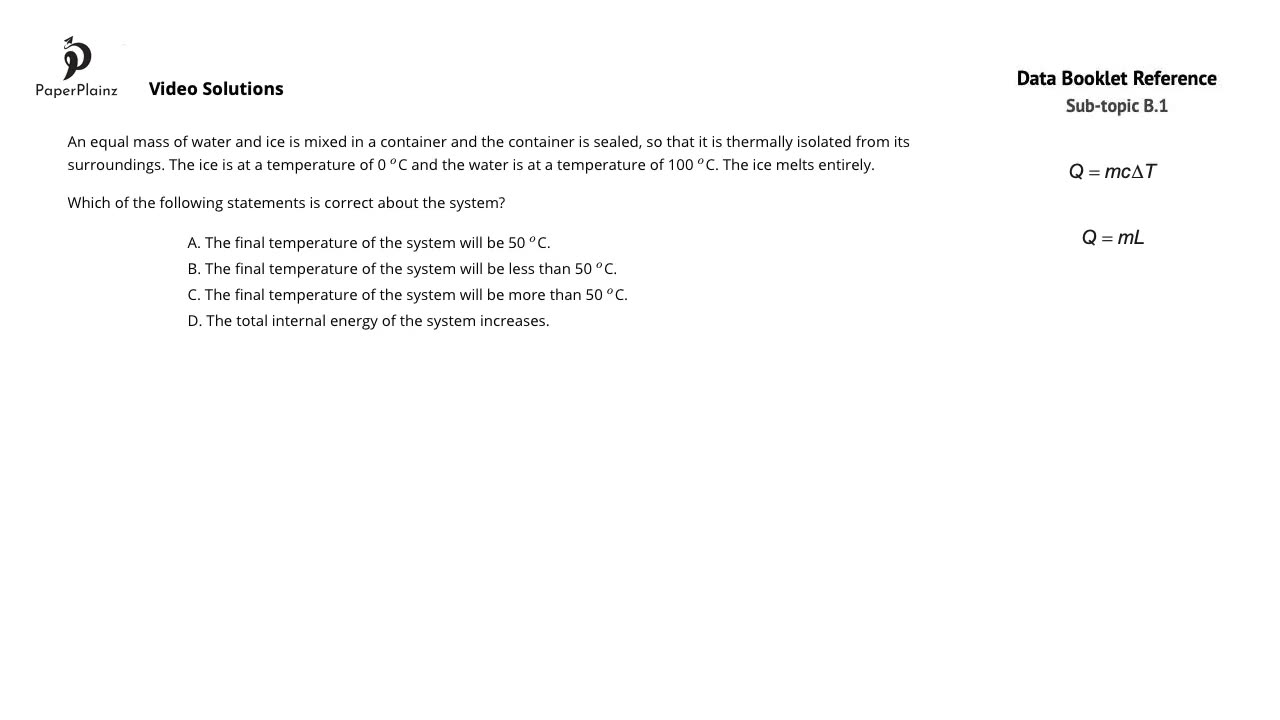 PaperPlainz
Video Solutions
Data Booklet Reference
Sub-topic B.1
An equal mass of water and ice is mixed in a container and the container is sealed, so that it is thermally isolated from its
surroundings. The ice is at a temperature of 0 °C and the water is at a temperature of 100 °C. The ice melts entirely.
Which of the following statements is correct about the system?
A. The final temperature of the system will be 50 °C.
B. The final temperature of the system will be less than 50 °C.
C. The final temperature of the system will be more than 50 °C.
D. The total internal energy of the system increases.
Q = mcΔT
Q = mL